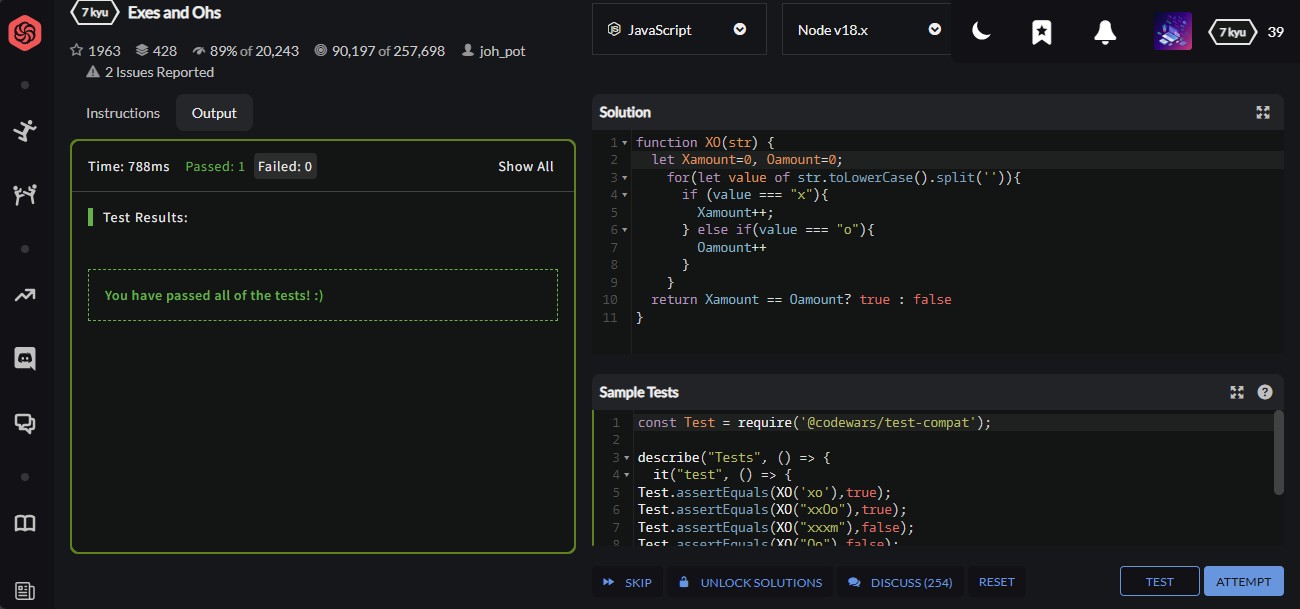 7 kyu Exes and Ohs
1963 428 89% of 20,243 90,197 of 257,698 joh_pot
2 Issues Reported
JavaScript
Node v18.x
7 kyu 39
Instructions Output
Time: 788ms Passed: 1 Failed: 0 Show All
Test Results:
You have passed all of the tests! :)
Solution
1 function XO(str) {
2 let Xamount=0, Oamount=0;
3 for(let value of str.toLowerCase().split('')){
4 if (value === "x"){
5 Xamount++;
6 } else if(value === "o"){
7 Oamount++
8 }
9 }
10 return Xamount == Oamount? true : false
11 }
Sample Tests
1 const Test = require('@codewars/test-compat');
2
3 describe("Tests", () => {
4 it("test", () => {
5 Test.assertEquals(XO('xo'),true);
6 Test.assertEquals(XO("xxOo"),true);
7 Test.assertEquals(XO("xxxm"),false);
8 Test.assertEquals(XO("Oo"),false);
SKIP UNLOCK SOLUTIONS DISCUSS (254) RESET TEST ATTEMPT